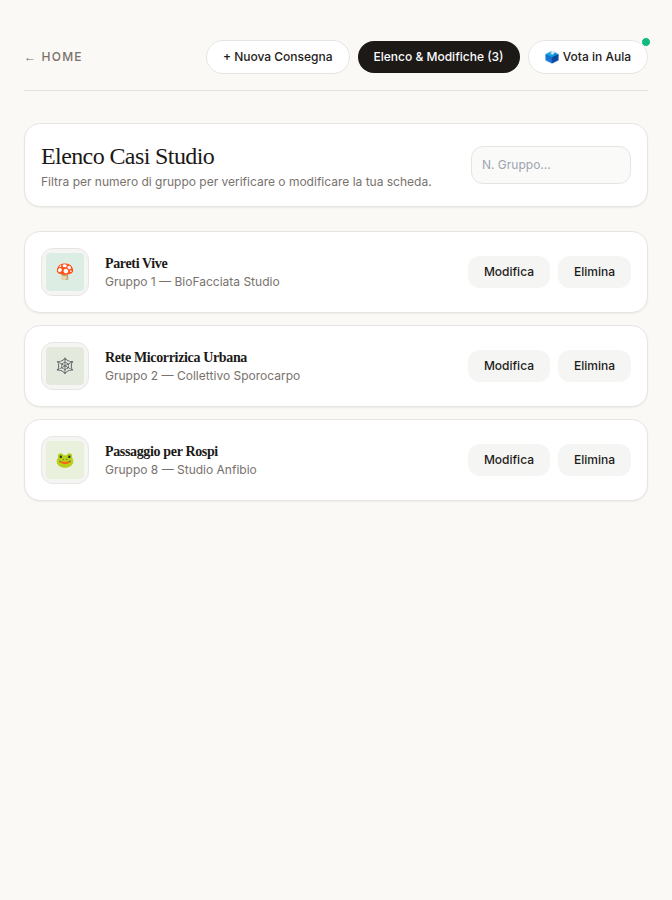 ← HOME
+ Nuova Consegna
Elenco & Modifiche (3)
🗳️ Vota in Aula
Elenco Casi Studio
Filtra per numero di gruppo per verificare o modificare la tua scheda.
N. Gruppo...
Pareti Vive
Gruppo 1 — BioFacciata Studio
Modifica
Elimina
Rete Micorrizica Urbana
Gruppo 2 — Collettivo Sporocarpo
Modifica
Elimina
Passaggio per Rospi
Gruppo 8 — Studio Anfibio
Modifica
Elimina